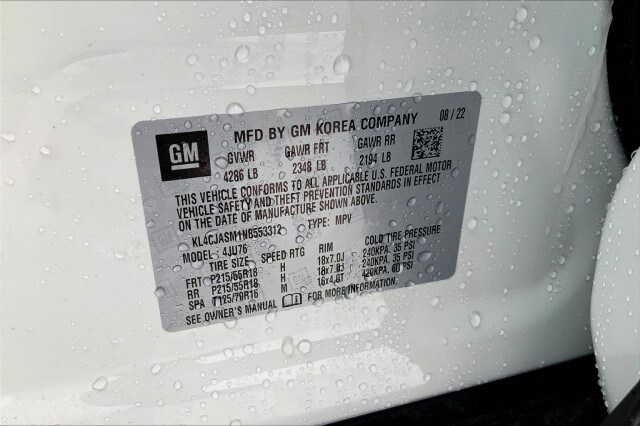 GM
MFD BY GM KOREA COMPANY 08 / 22
GVWR GAWR FRT GAWR RR
4286 LB 2348 LB 2194 LB
THIS VEHICLE CONFORMS TO ALL APPLICABLE U.S. FEDERAL MOTOR
VEHICLE SAFETY AND THEFT PREVENTION STANDARDS IN EFFECT
ON THE DATE OF MANUFACTURE SHOWN ABOVE.
KL4CJASM1NB553312 TYPE: MPV
MODEL: 4JU76
TIRE SIZE SPEED RTG RIM COLD TIRE PRESSURE
FRT P215/55R18 H 18x7.0J 240KPA, 35 PSI
RR P215/55R18 H 18x7.0J 240KPA, 35 PSI
SPA T125/70R16 M 16x4.0T 420KPA, 60 PSI
SEE OWNER'S MANUAL FOR MORE INFORMATION.